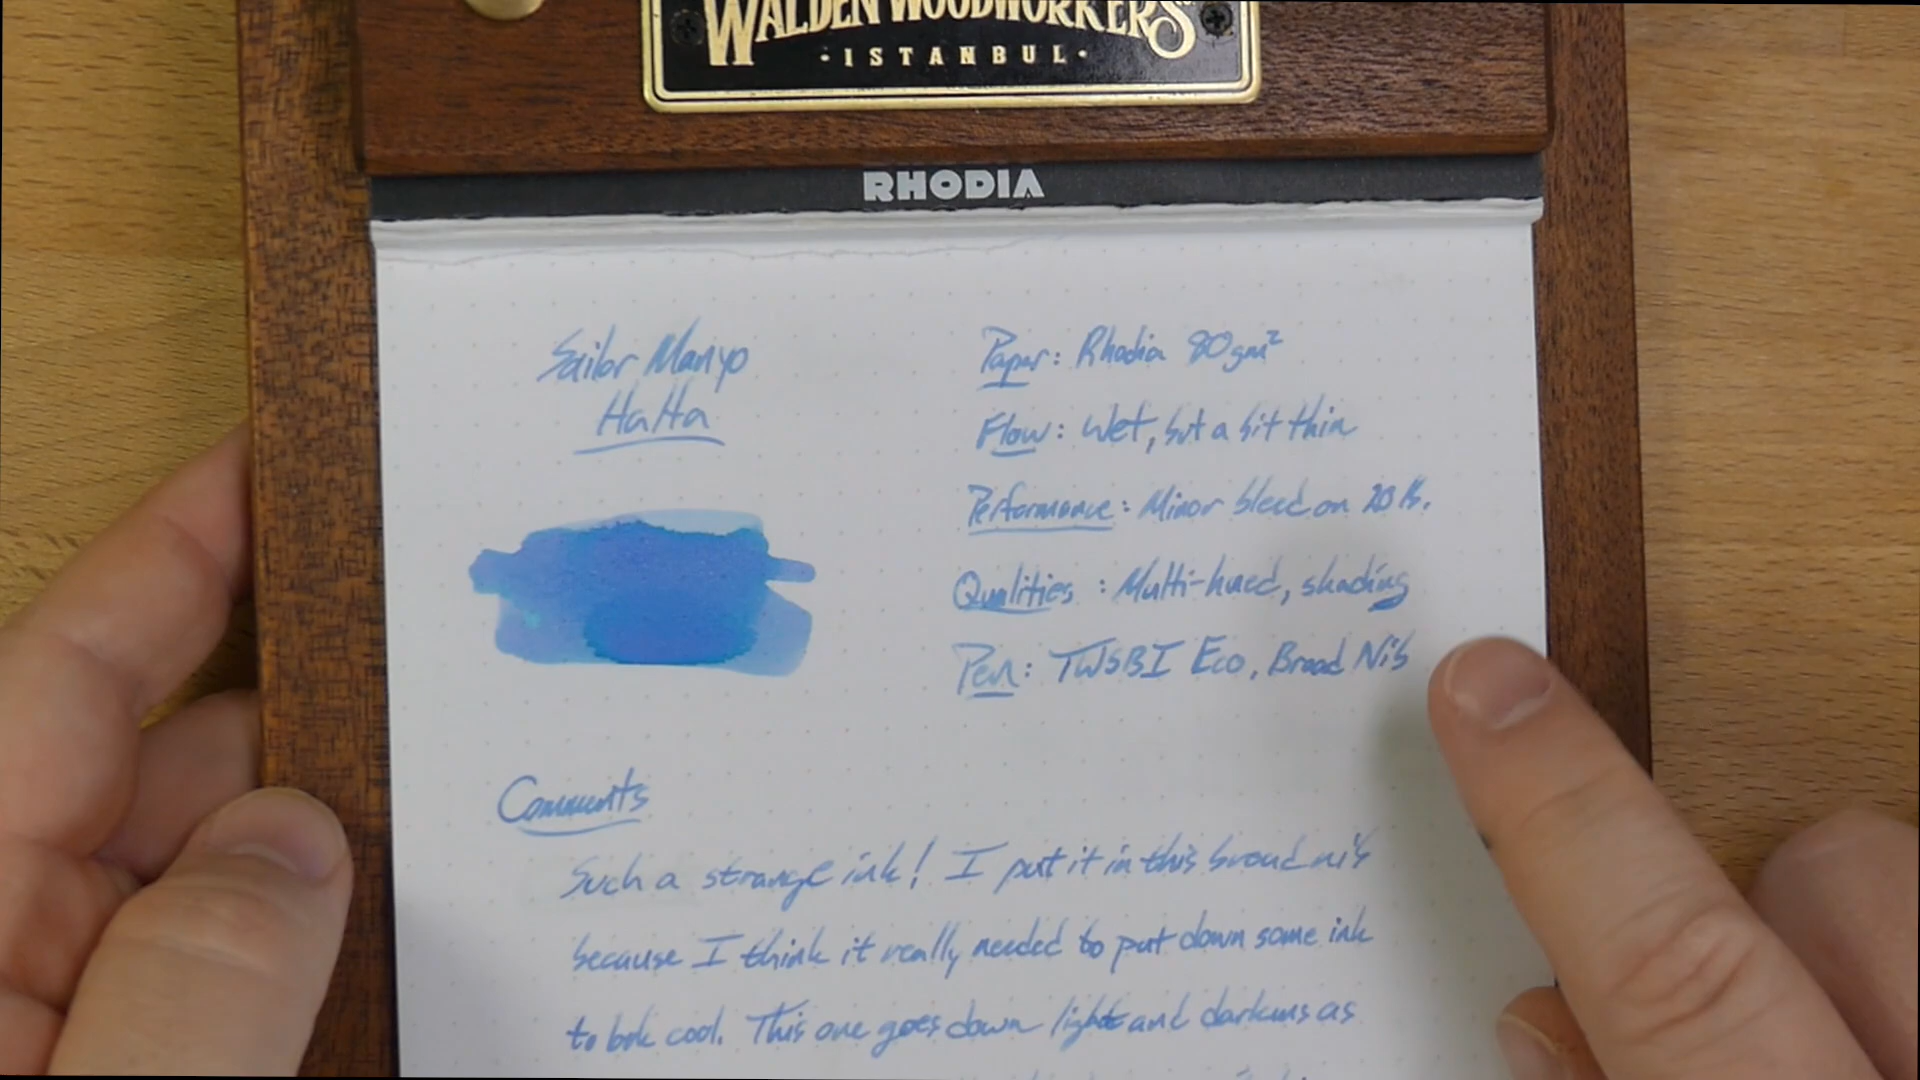 WALDEN WOODWORKERS
·ISTANBUL·
RHODIA
Sailor Manyo
HaHa
Paper: Rhodia 80gm²
Flow: Wet, but a bit thin
Performance: Minor bleed on 20 lb.
Qualities: Multi-hued, shading
Pen: TWSBI Eco, Broad Nib
Comments
Such a strange ink! I put it in this broad nib
because I think it really needed to put down some ink
to look cool. This one goes down light and darkens as